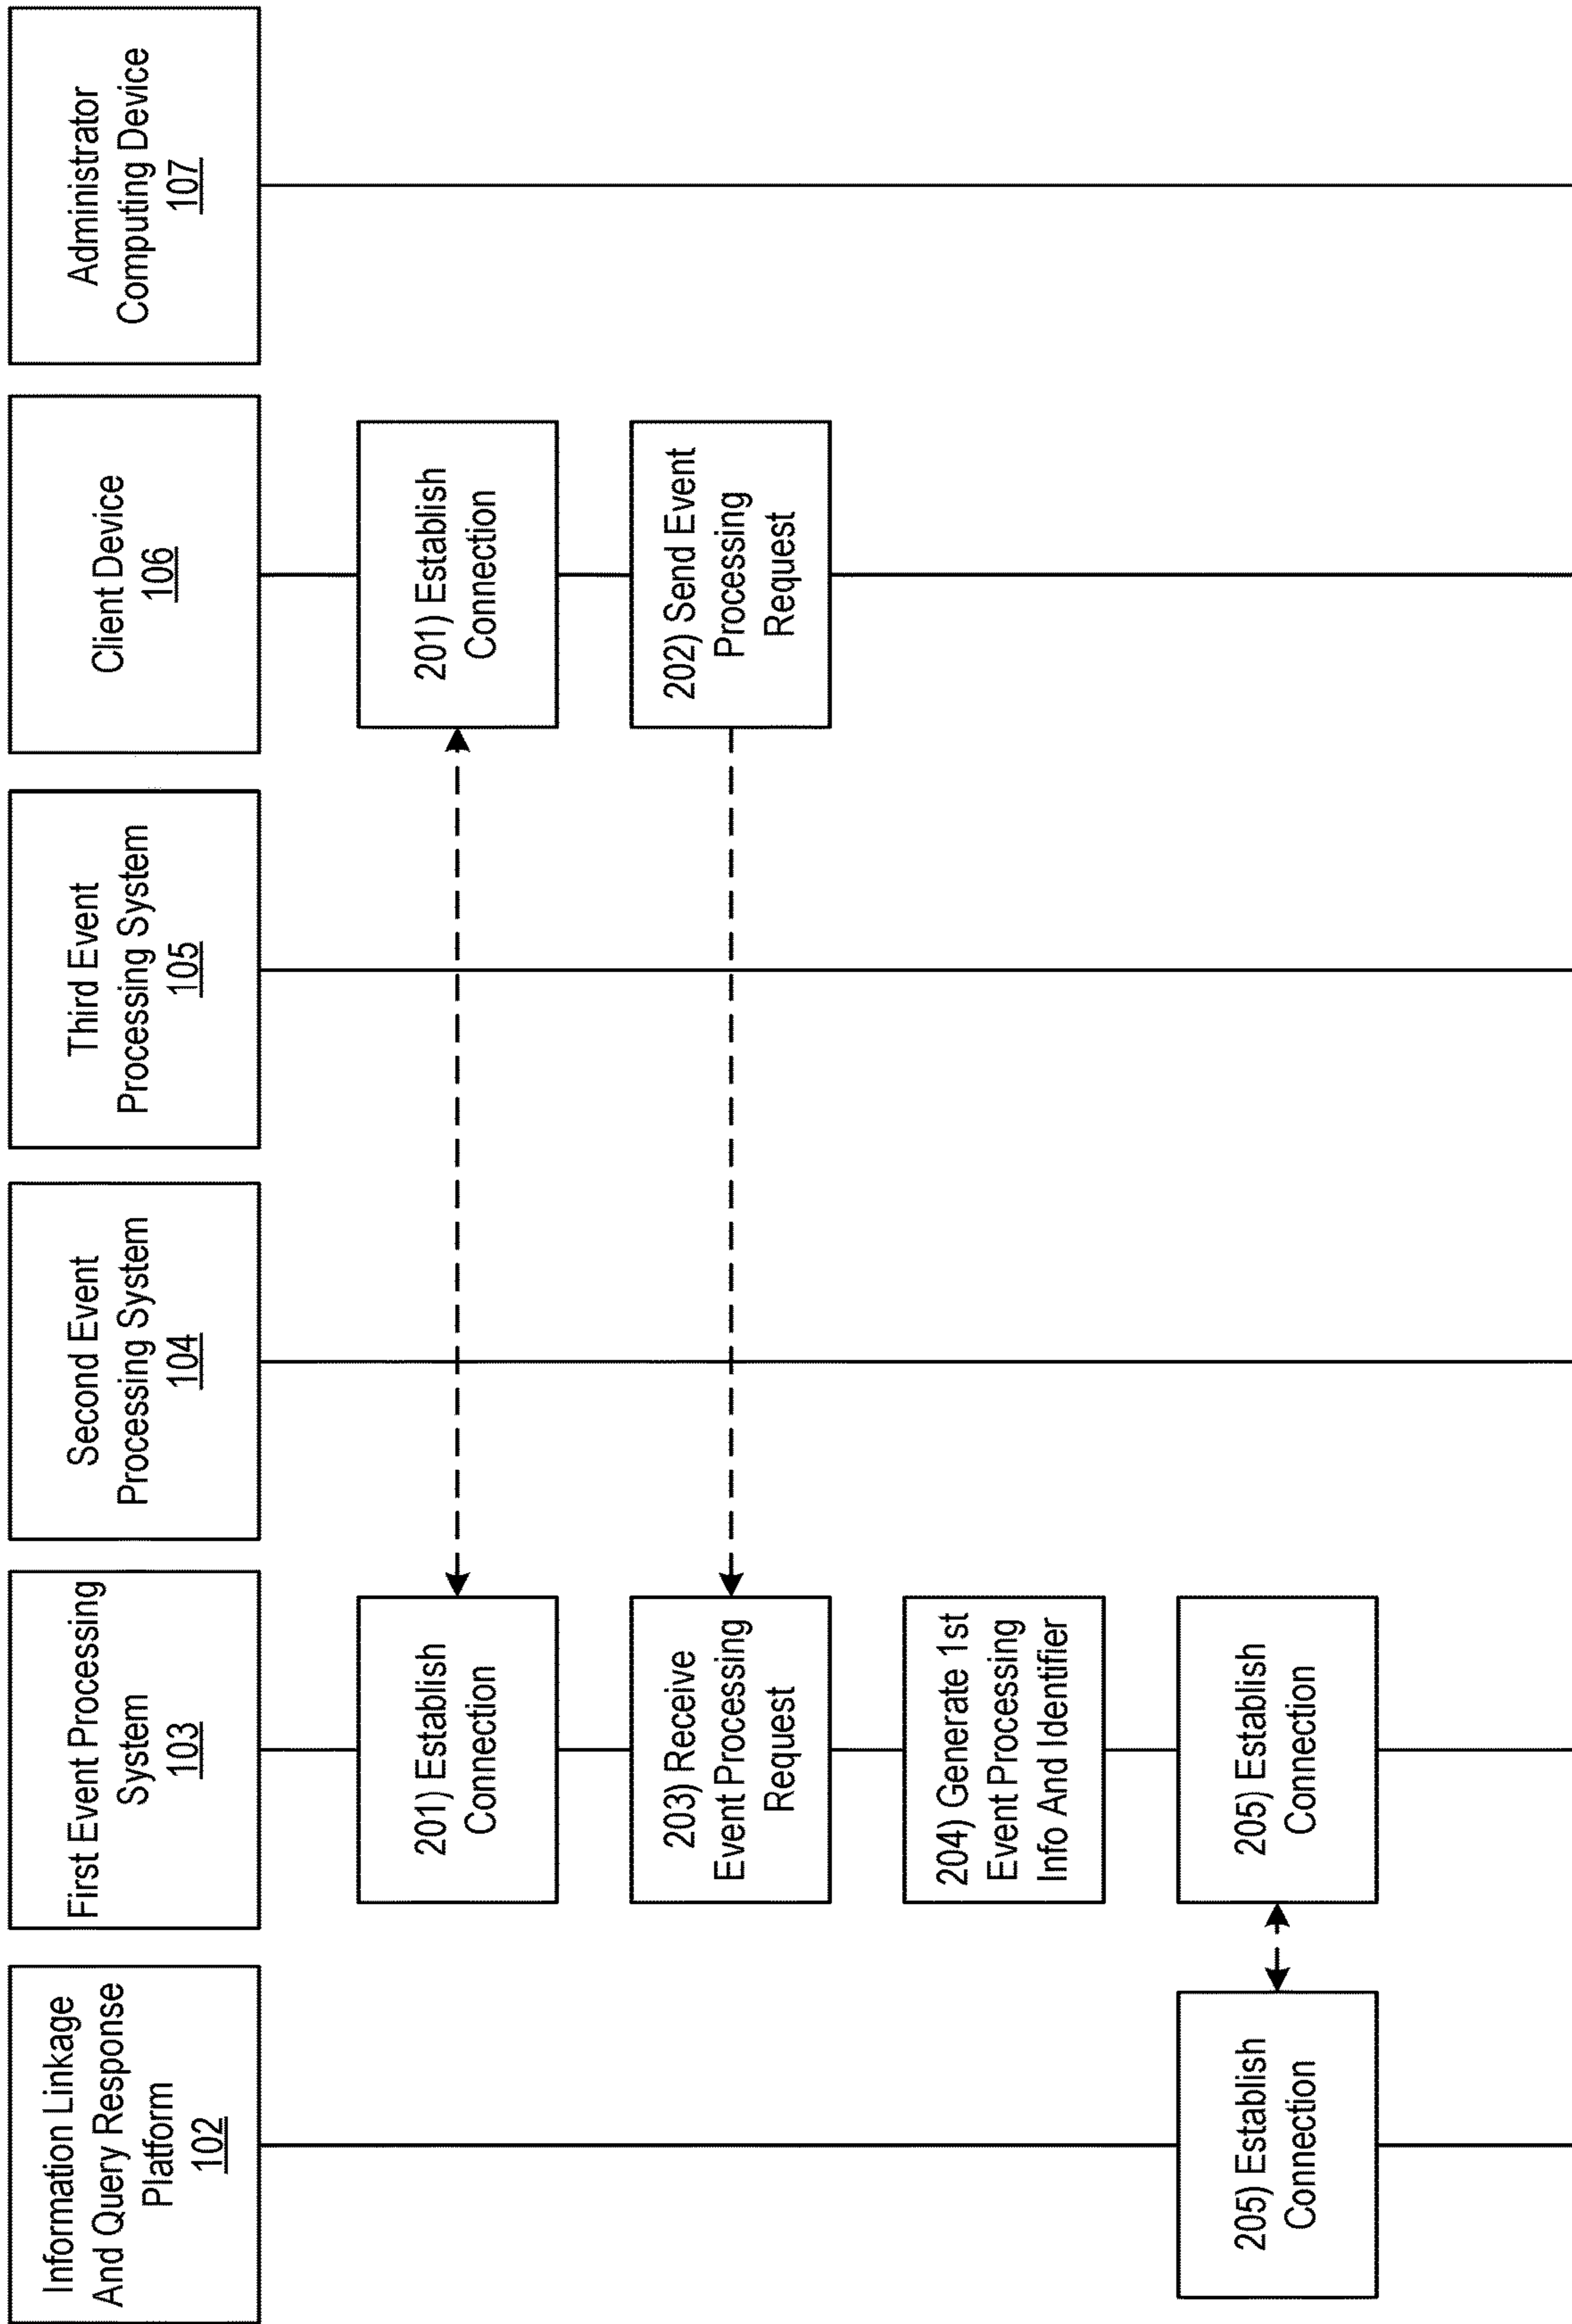 Information Linkage
And Query Response
Platform
102
First Event Processing
System
103
Second Event
Processing System
104
Third Event
Processing System
105
Client Device
106
Administrator
Computing Device
107
201) Establish
Connection
201) Establish
Connection
203) Receive
Event Processing
Request
202) Send Event
Processing
Request
204) Generate 1st
Event Processing
Info And Identifier
205) Establish
Connection
205) Establish
Connection